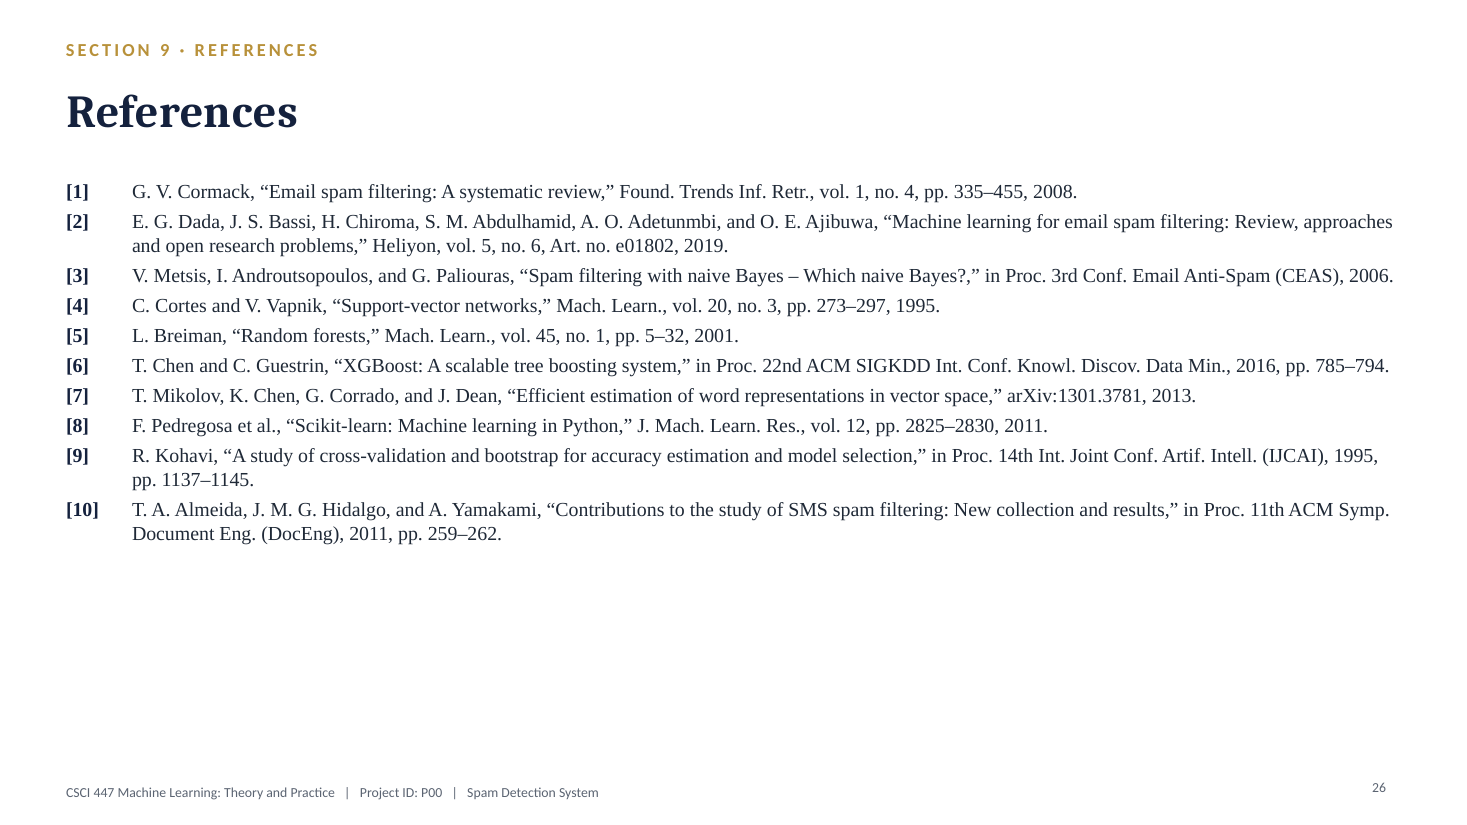 SECTION 9 · REFERENCES
References
[1] G. V. Cormack, “Email spam filtering: A systematic review,” Found. Trends Inf. Retr., vol. 1, no. 4, pp. 335–455, 2008.
[2] E. G. Dada, J. S. Bassi, H. Chiroma, S. M. Abdulhamid, A. O. Adetunmbi, and O. E. Ajibuwa, “Machine learning for email spam filtering: Review, approaches
and open research problems,” Heliyon, vol. 5, no. 6, Art. no. e01802, 2019.
[3] V. Metsis, I. Androutsopoulos, and G. Paliouras, “Spam filtering with naive Bayes – Which naive Bayes?,” in Proc. 3rd Conf. Email Anti-Spam (CEAS), 2006.
[4] C. Cortes and V. Vapnik, “Support-vector networks,” Mach. Learn., vol. 20, no. 3, pp. 273–297, 1995.
[5] L. Breiman, “Random forests,” Mach. Learn., vol. 45, no. 1, pp. 5–32, 2001.
[6] T. Chen and C. Guestrin, “XGBoost: A scalable tree boosting system,” in Proc. 22nd ACM SIGKDD Int. Conf. Knowl. Discov. Data Min., 2016, pp. 785–794.
[7] T. Mikolov, K. Chen, G. Corrado, and J. Dean, “Efficient estimation of word representations in vector space,” arXiv:1301.3781, 2013.
[8] F. Pedregosa et al., “Scikit-learn: Machine learning in Python,” J. Mach. Learn. Res., vol. 12, pp. 2825–2830, 2011.
[9] R. Kohavi, “A study of cross-validation and bootstrap for accuracy estimation and model selection,” in Proc. 14th Int. Joint Conf. Artif. Intell. (IJCAI), 1995,
pp. 1137–1145.
[10] T. A. Almeida, J. M. G. Hidalgo, and A. Yamakami, “Contributions to the study of SMS spam filtering: New collection and results,” in Proc. 11th ACM Symp.
Document Eng. (DocEng), 2011, pp. 259–262.
CSCI 447 Machine Learning: Theory and Practice | Project ID: P00 | Spam Detection System
26